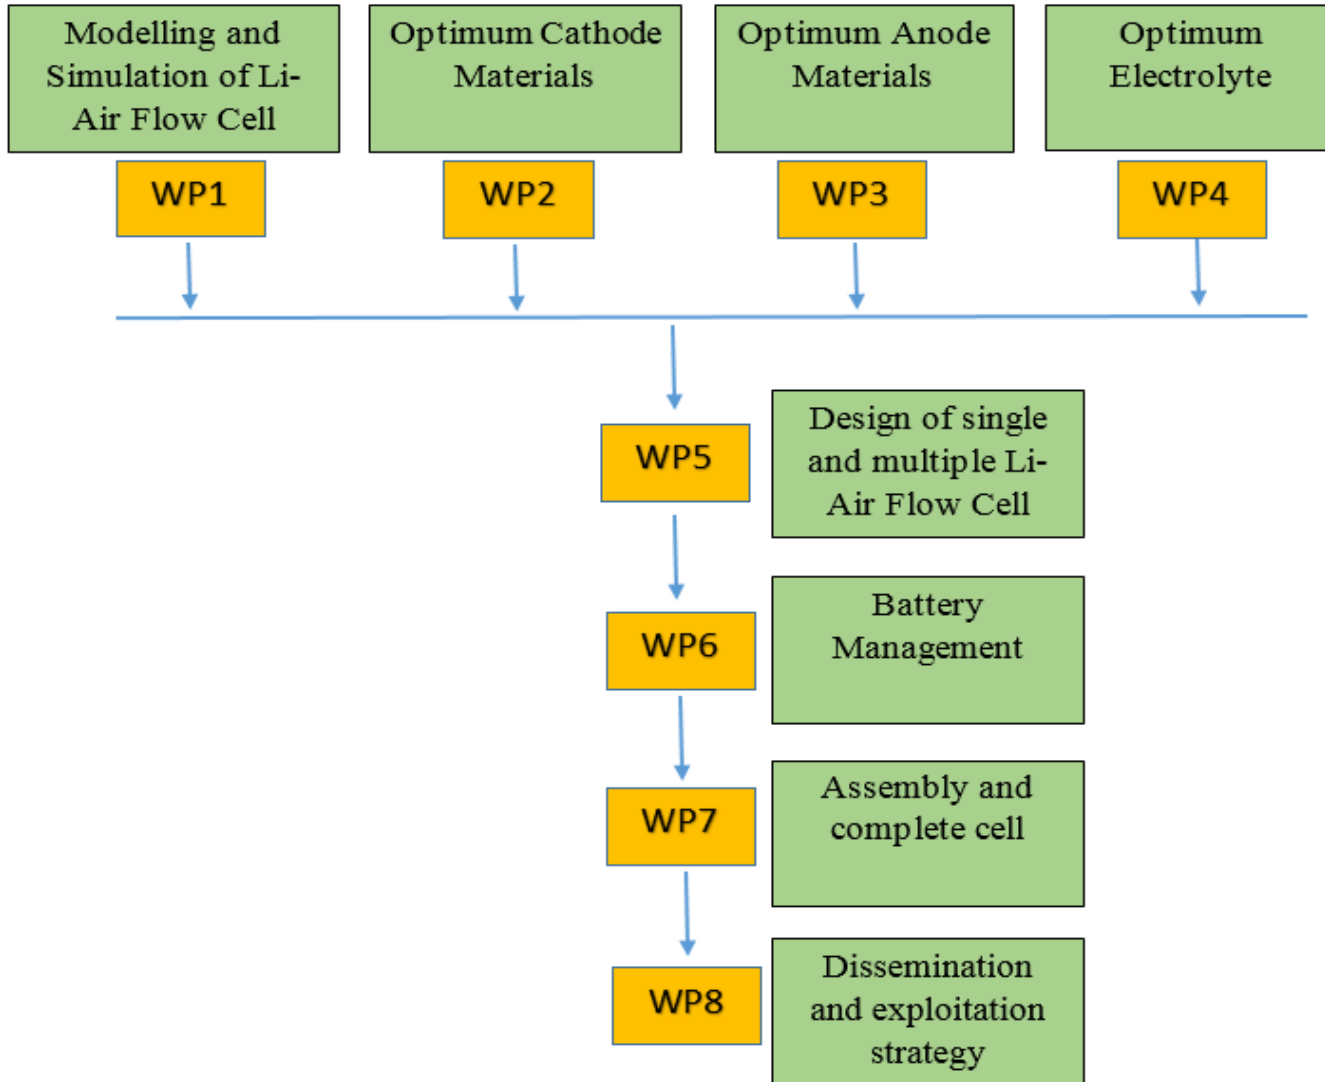 Modelling and
Simulation of Li-
Air Flow Cell
Optimum Cathode
Materials
Optimum Anode
Materials
Optimum
Electrolyte
WP1
WP2
WP3
WP4
WP5
Design of single
and multiple Li-
Air Flow Cell
WP6
Battery
Management
WP7
Assembly and
complete cell
WP8
Dissemination
and exploitation
strategy